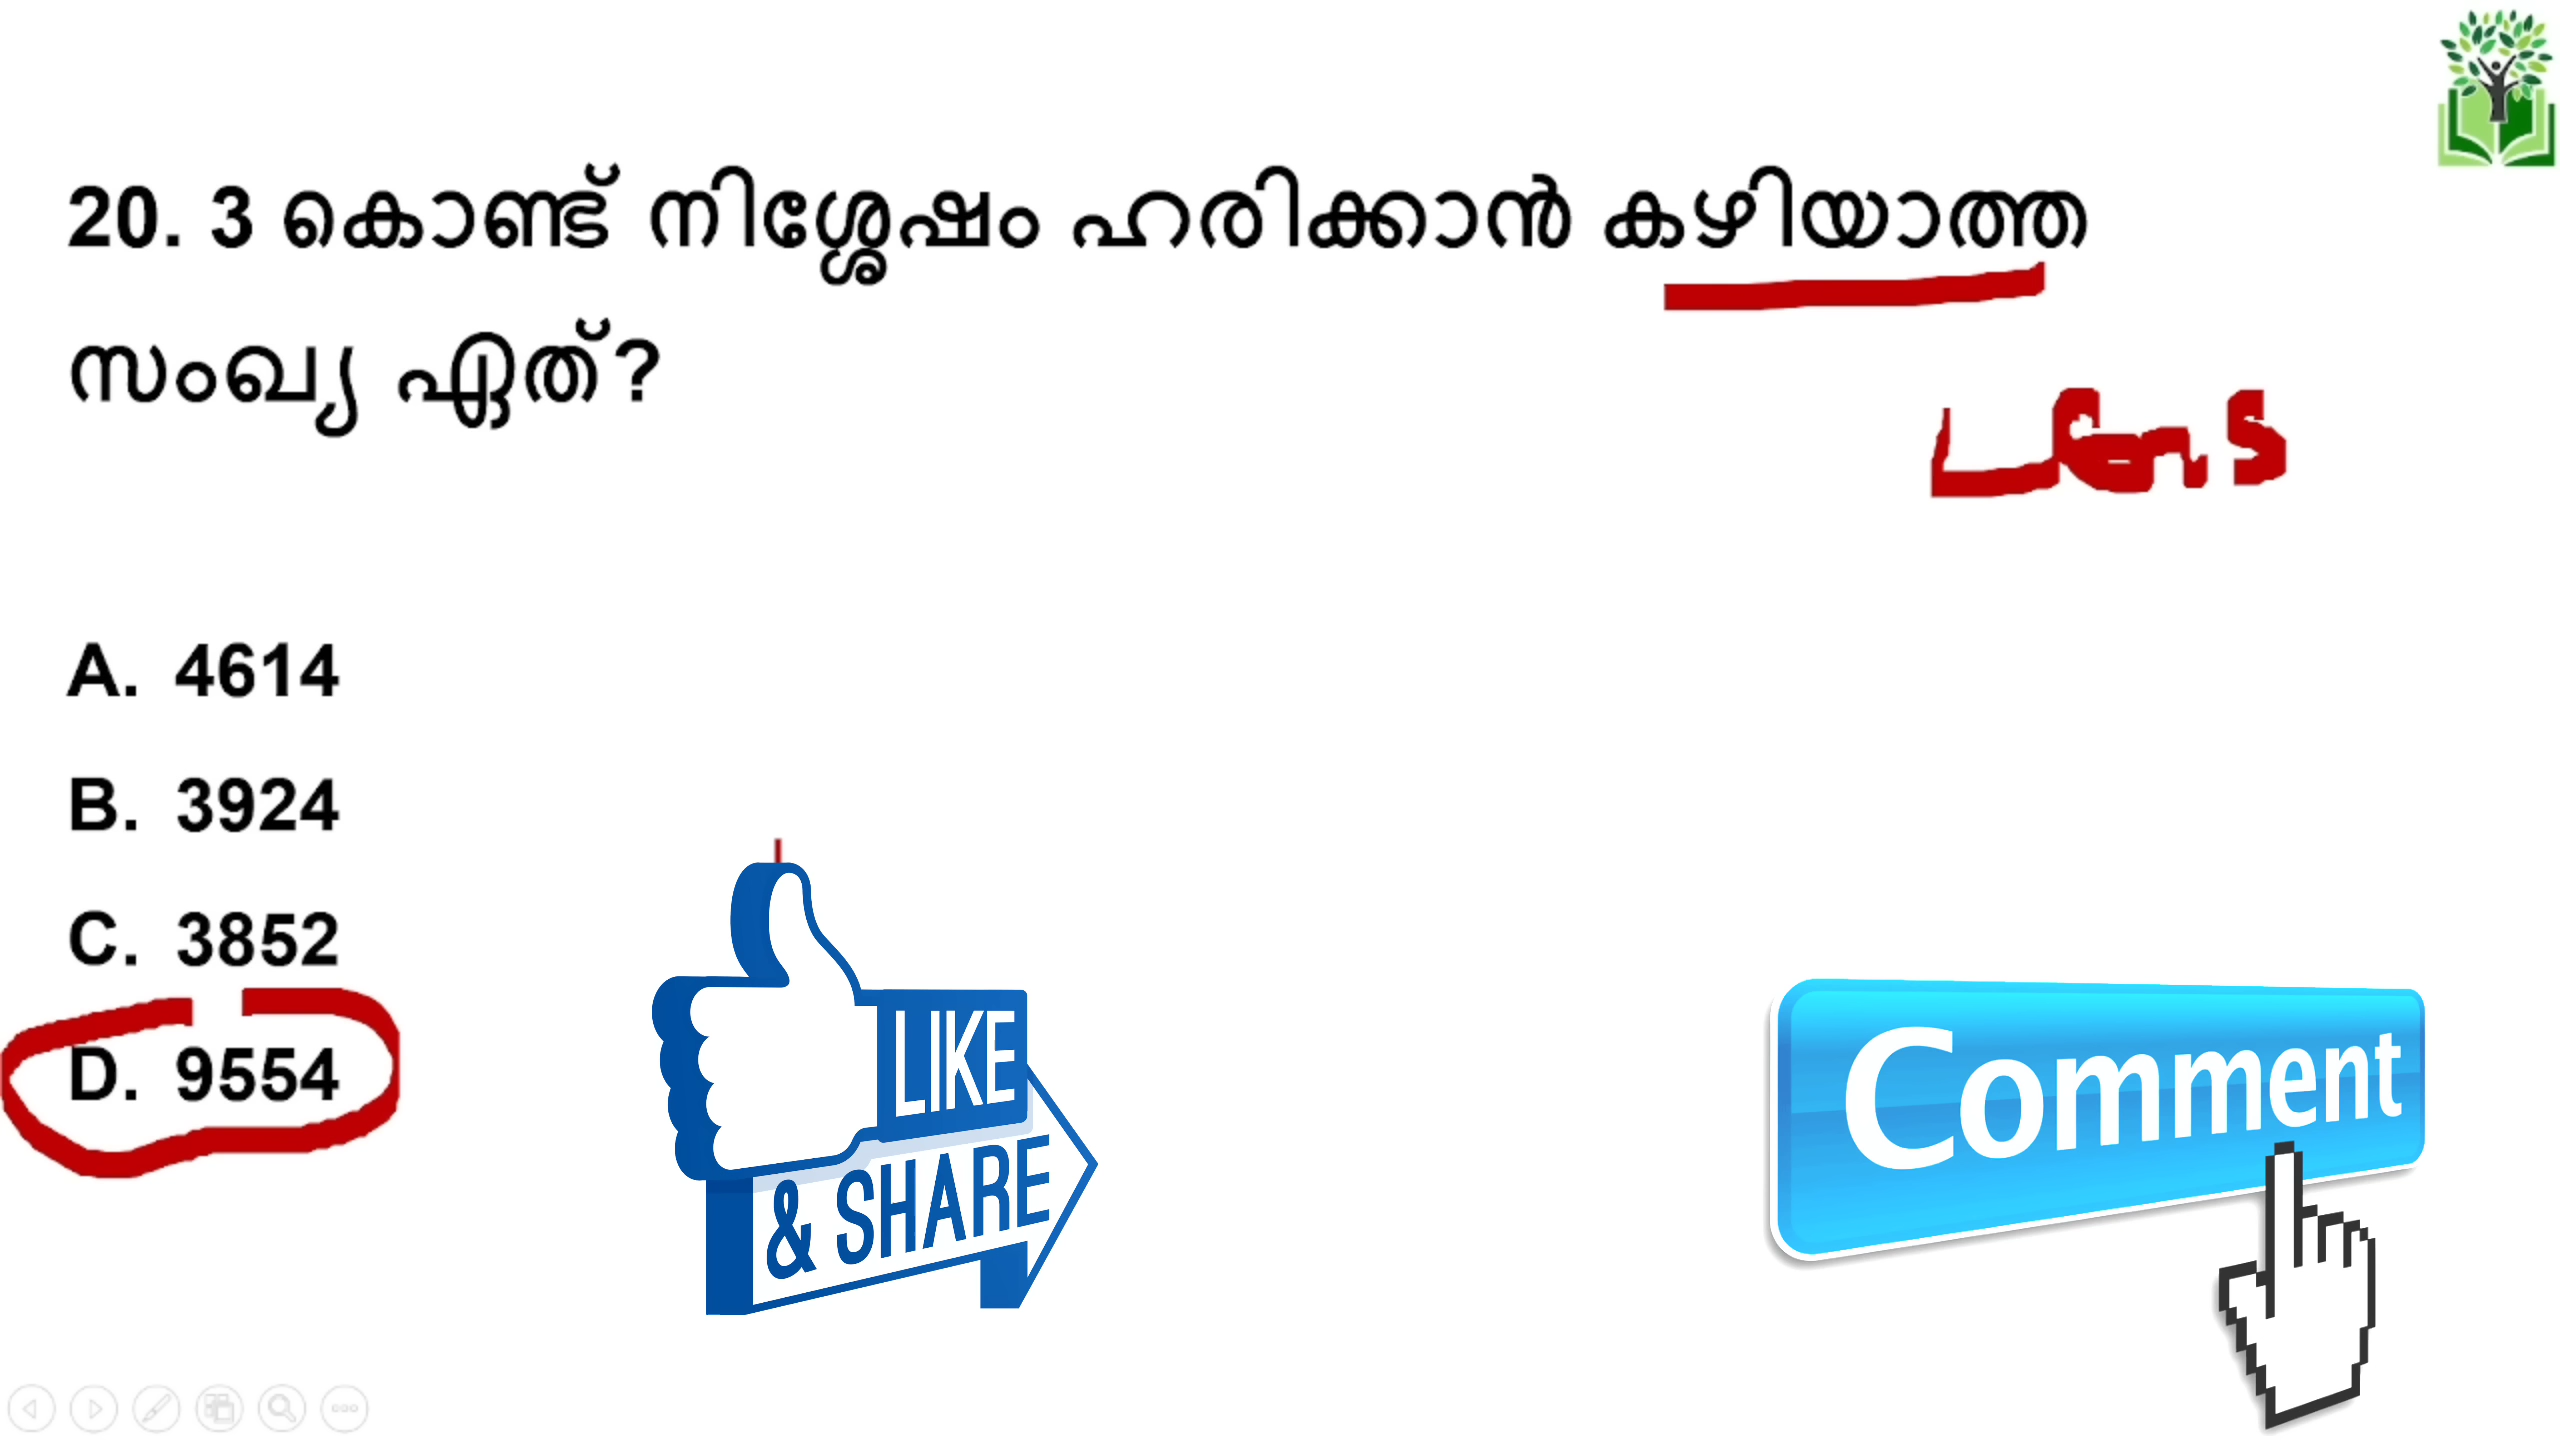 20. 3 കൊണ്ട് നിശ്ശേഷം ഹരിക്കാൻ കഴിയാത്ത
സംഖ്യ ഏത്?
A. 4614
B. 3924
C. 3852
D. 9554
LIKE
& SHARE
Comment